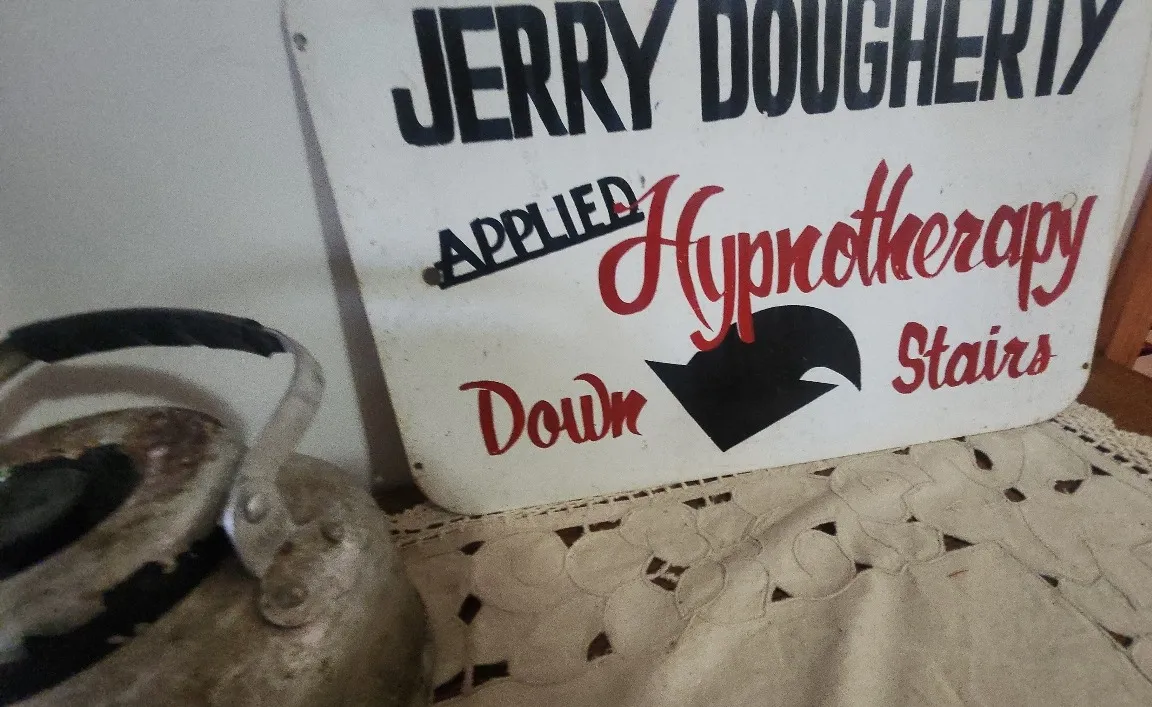 JERRY DOUGHERTY
APPLIED Hypnotherapy
Down Stairs